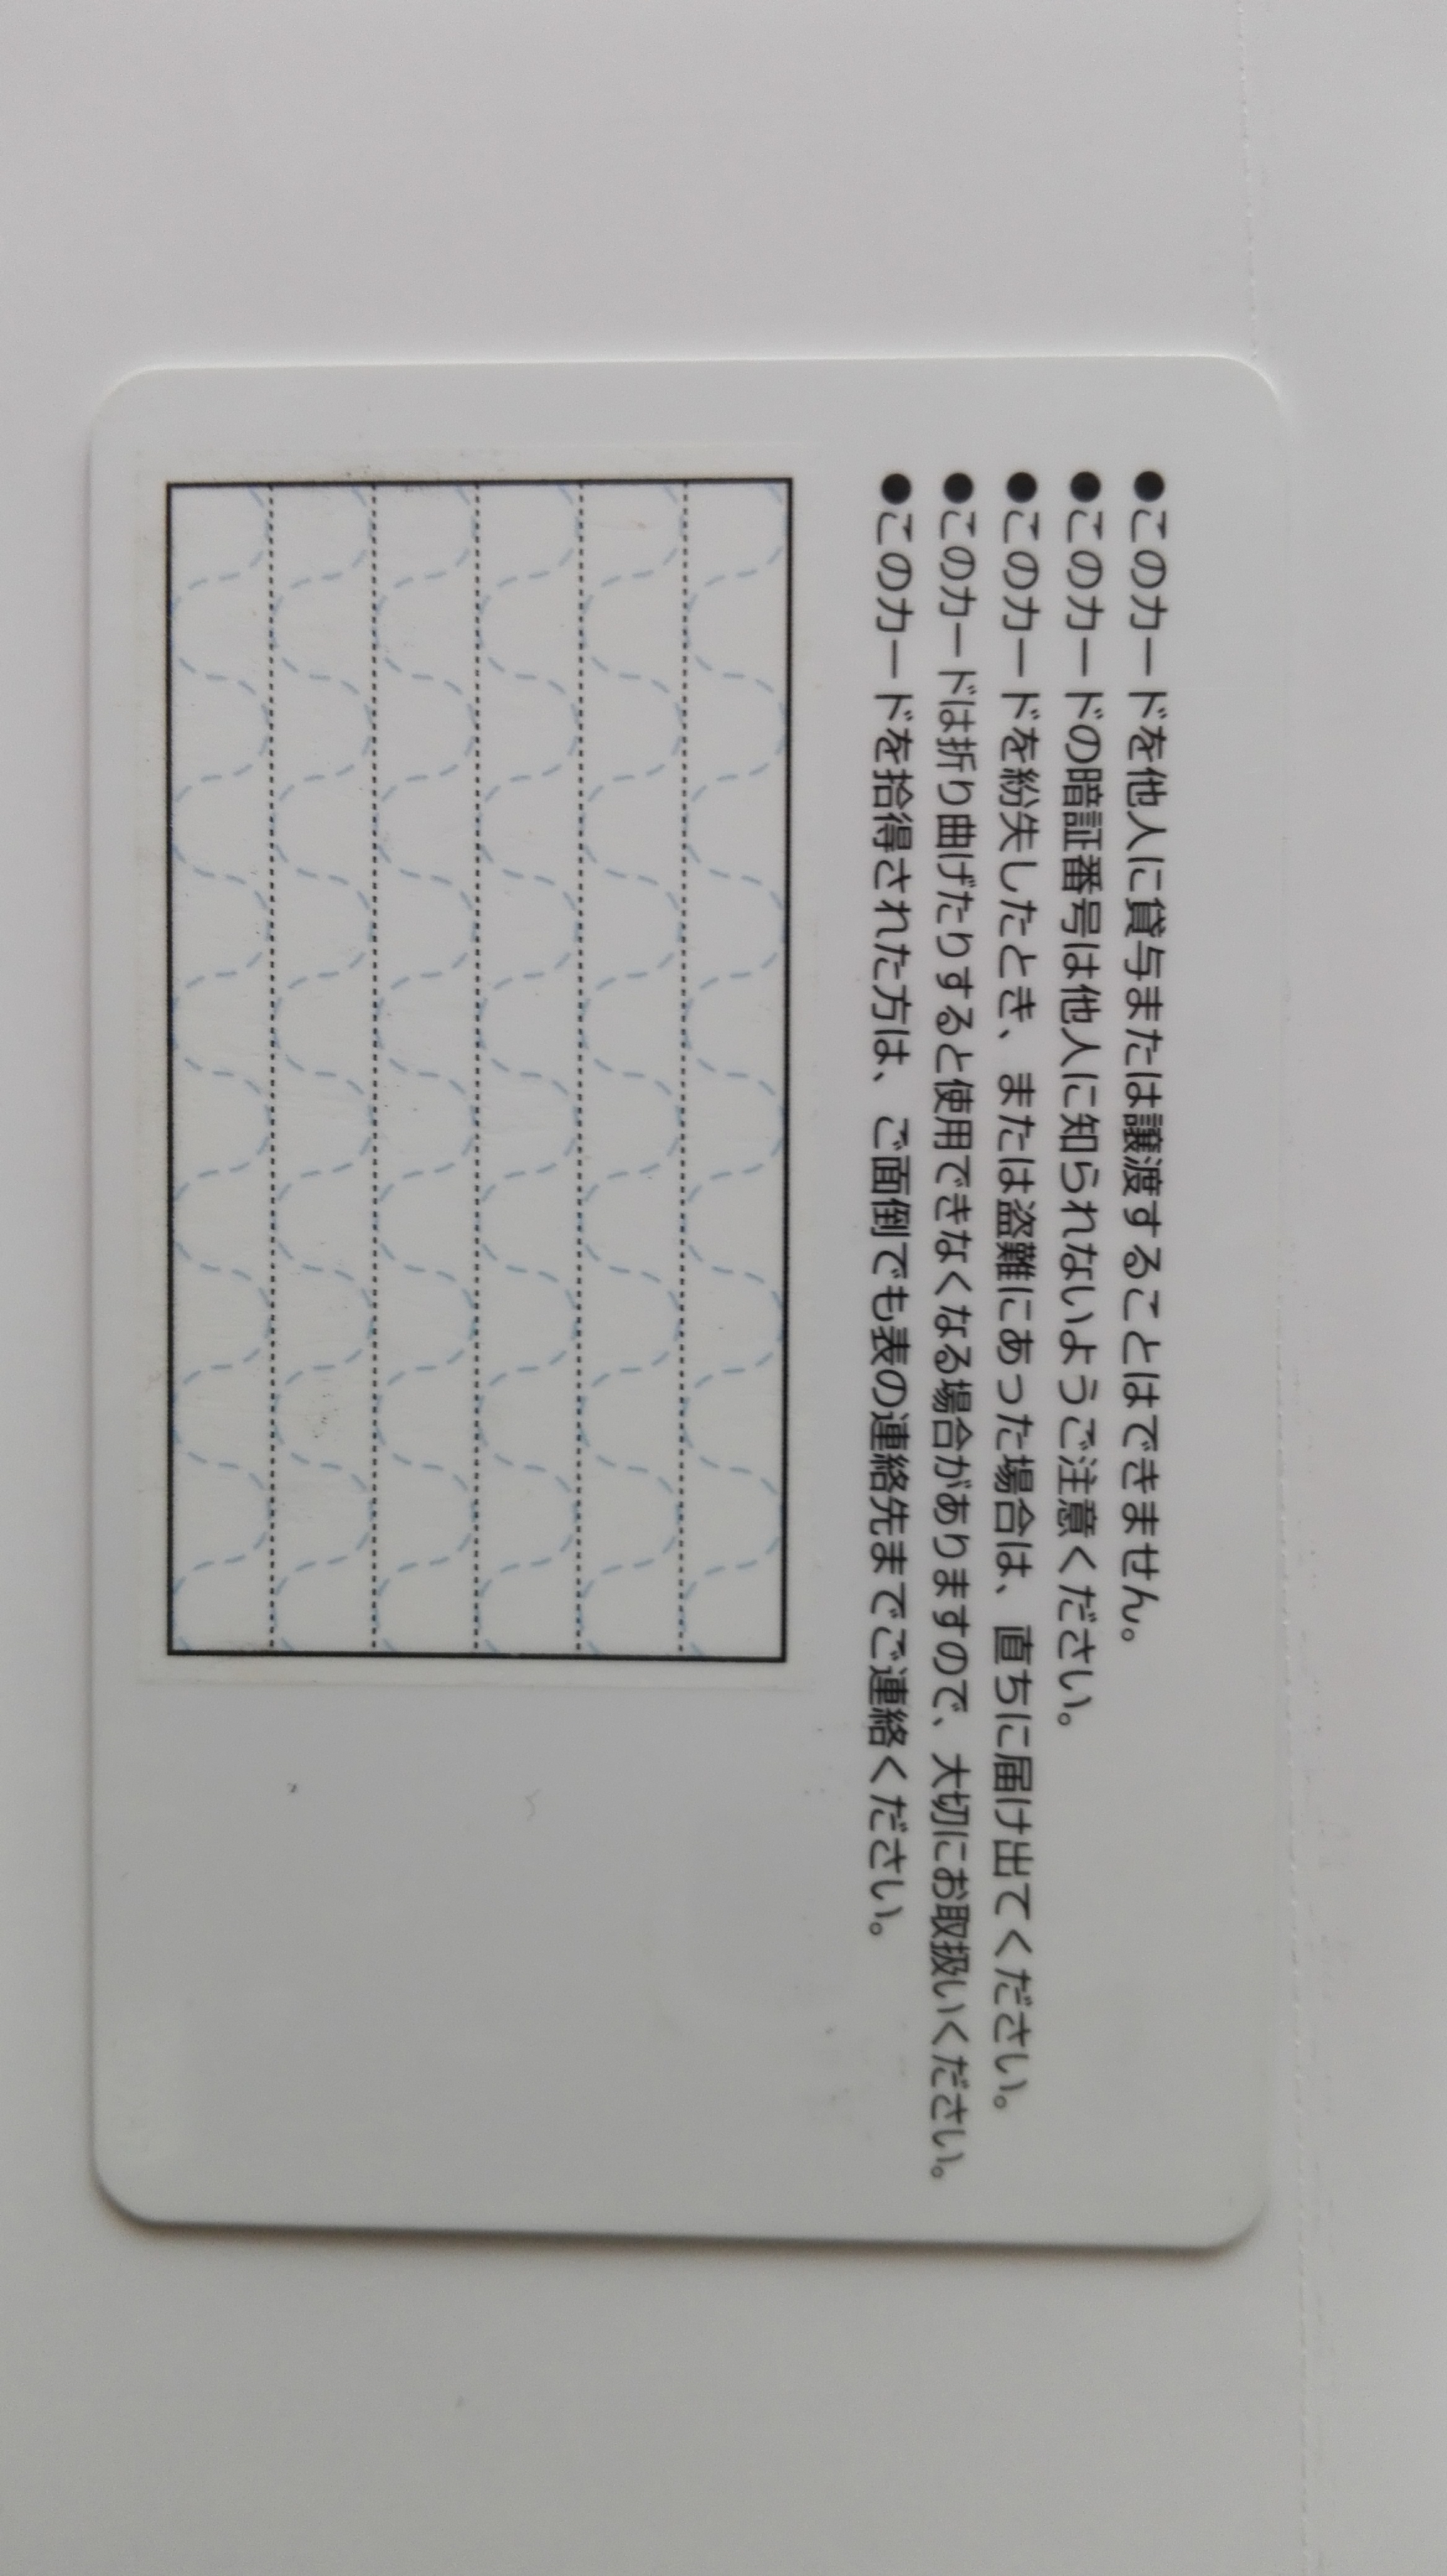 ●このカードを他人に貸与または譲渡することはできません。
●このカードの暗証番号は他人に知られないようご注意ください。
●このカードを紛失したとき、または盗難にあった場合は、直ちに届け出てください。
●このカードは折り曲げたりすると使用できなくなる場合がありますので、大切にお取扱いください。
●このカードを拾得された方は、ご面倒でも表の連絡先までご連絡ください。